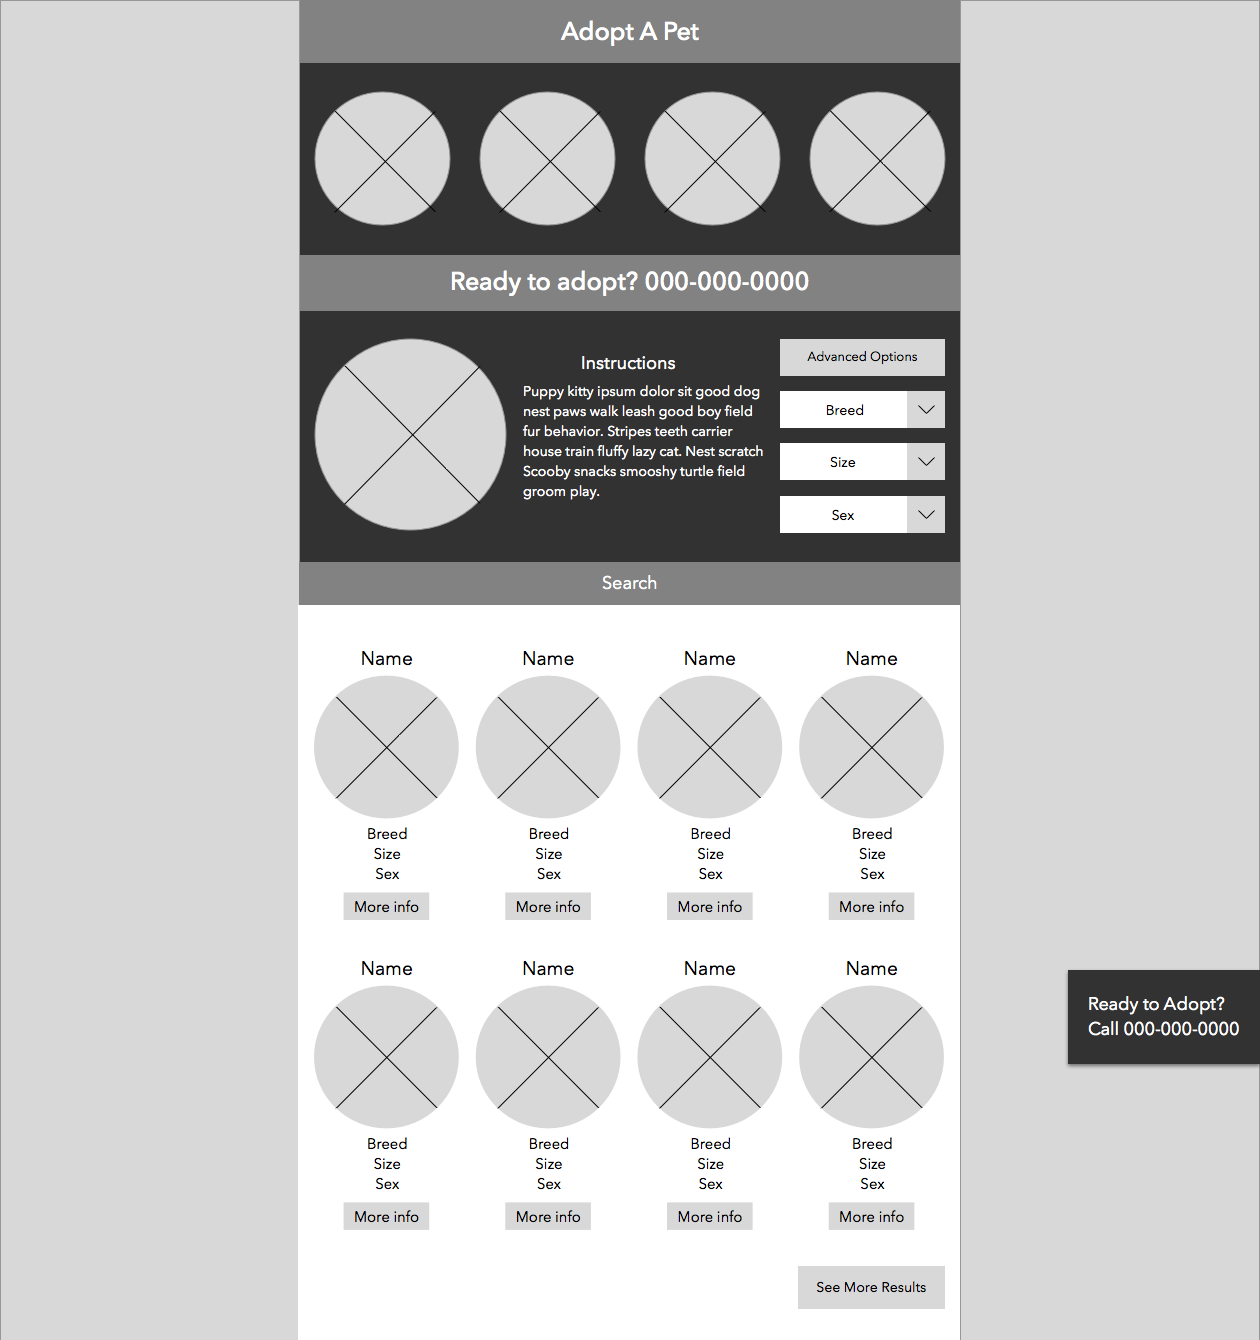 Adopt A Pet
Ready to adopt? 000-000-0000
Instructions
Puppy kitty ipsum dolor sit good dog
nest paws walk leash good boy field
fur behavior. Stripes teeth carrier
house train fluffy lazy cat. Nest scratch
Scooby snacks smooshy turtle field
groom play.
Advanced Options
Breed
Size
Sex
Search
Name Name Name Name
Breed Breed Breed Breed
Size Size Size Size
Sex Sex Sex Sex
More info More info More info More info
Name Name Name Name
Breed Breed Breed Breed
Size Size Size Size
Sex Sex Sex Sex
More info More info More info More info
See More Results
Ready to Adopt?
Call 000-000-0000